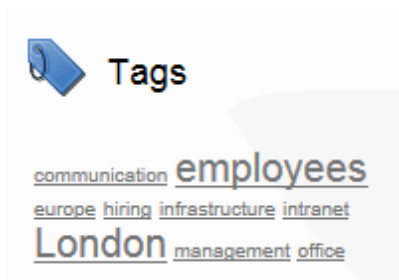 Tags
communication employees
europe hiring infrastructure intranet
London management office